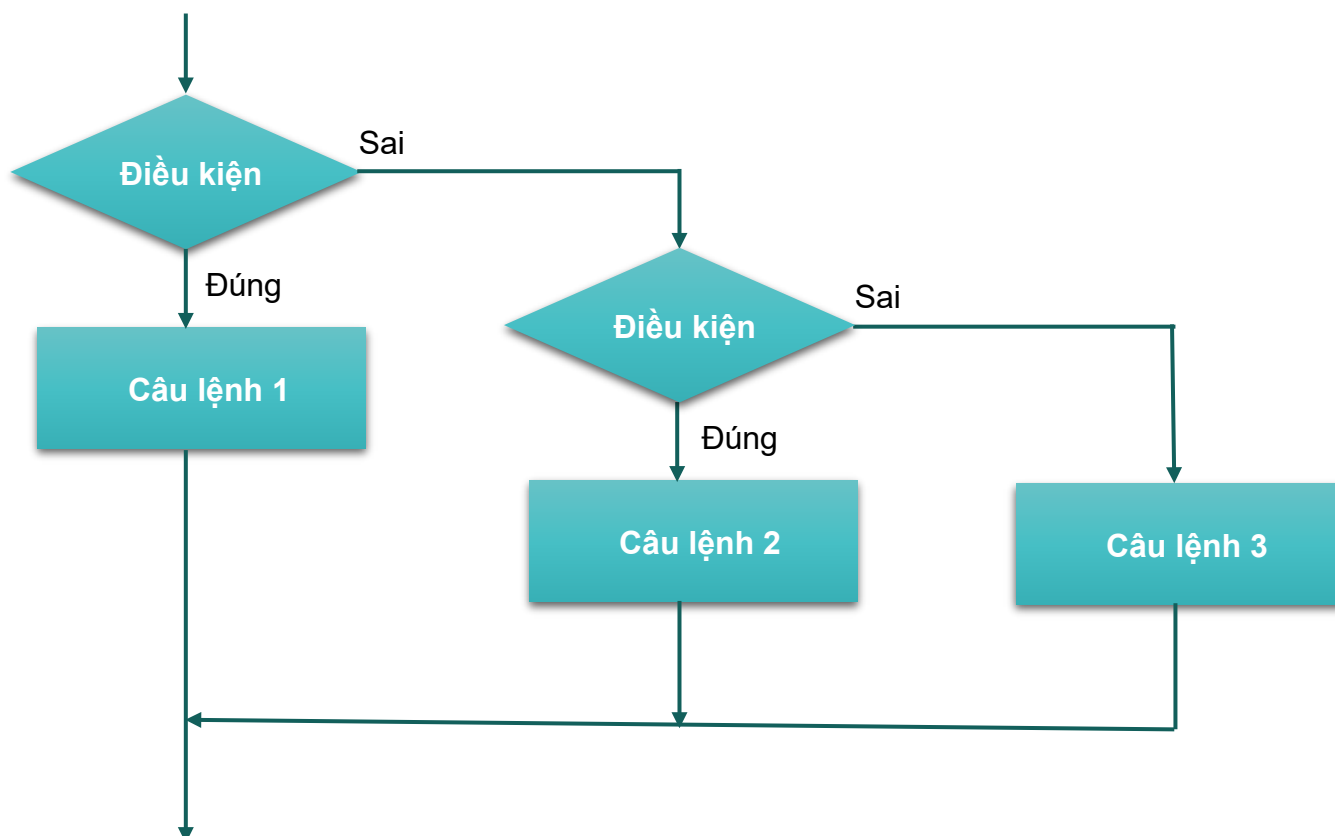 Sai
Điều kiện
Đúng
Sai
Điều kiện
Câu lệnh 1
Đúng
Câu lệnh 2
Câu lệnh 3